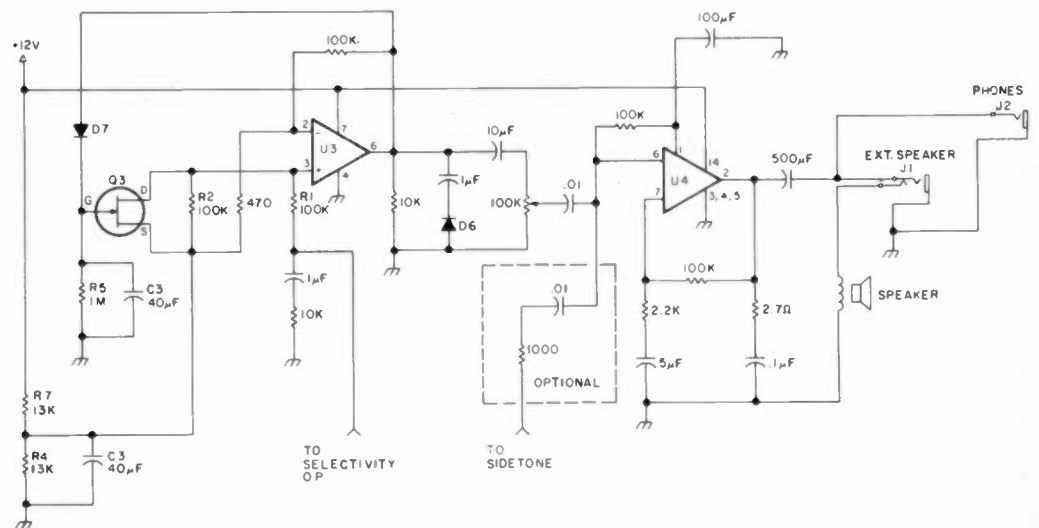 +12V
D7
Q3
G
D
S
R5
1M
C3
40µF
R7
13K
R4
13K
C3
40µF
R2
100K
470
R1
100K
1µF
10K
100K
2
3
U3
7
6
4
10K
1µF
D6
10µF
100K
.01
TO
SELECTIVITY
OP
.01
1000
OPTIONAL
TO
SIDETONE
100K
100µF
1
6
7
U4
14
2
3, 4, 5
100K
2.2K
5µF
2.7Ω
.1µF
500µF
PHONES
J2
EXT. SPEAKER
J1
SPEAKER